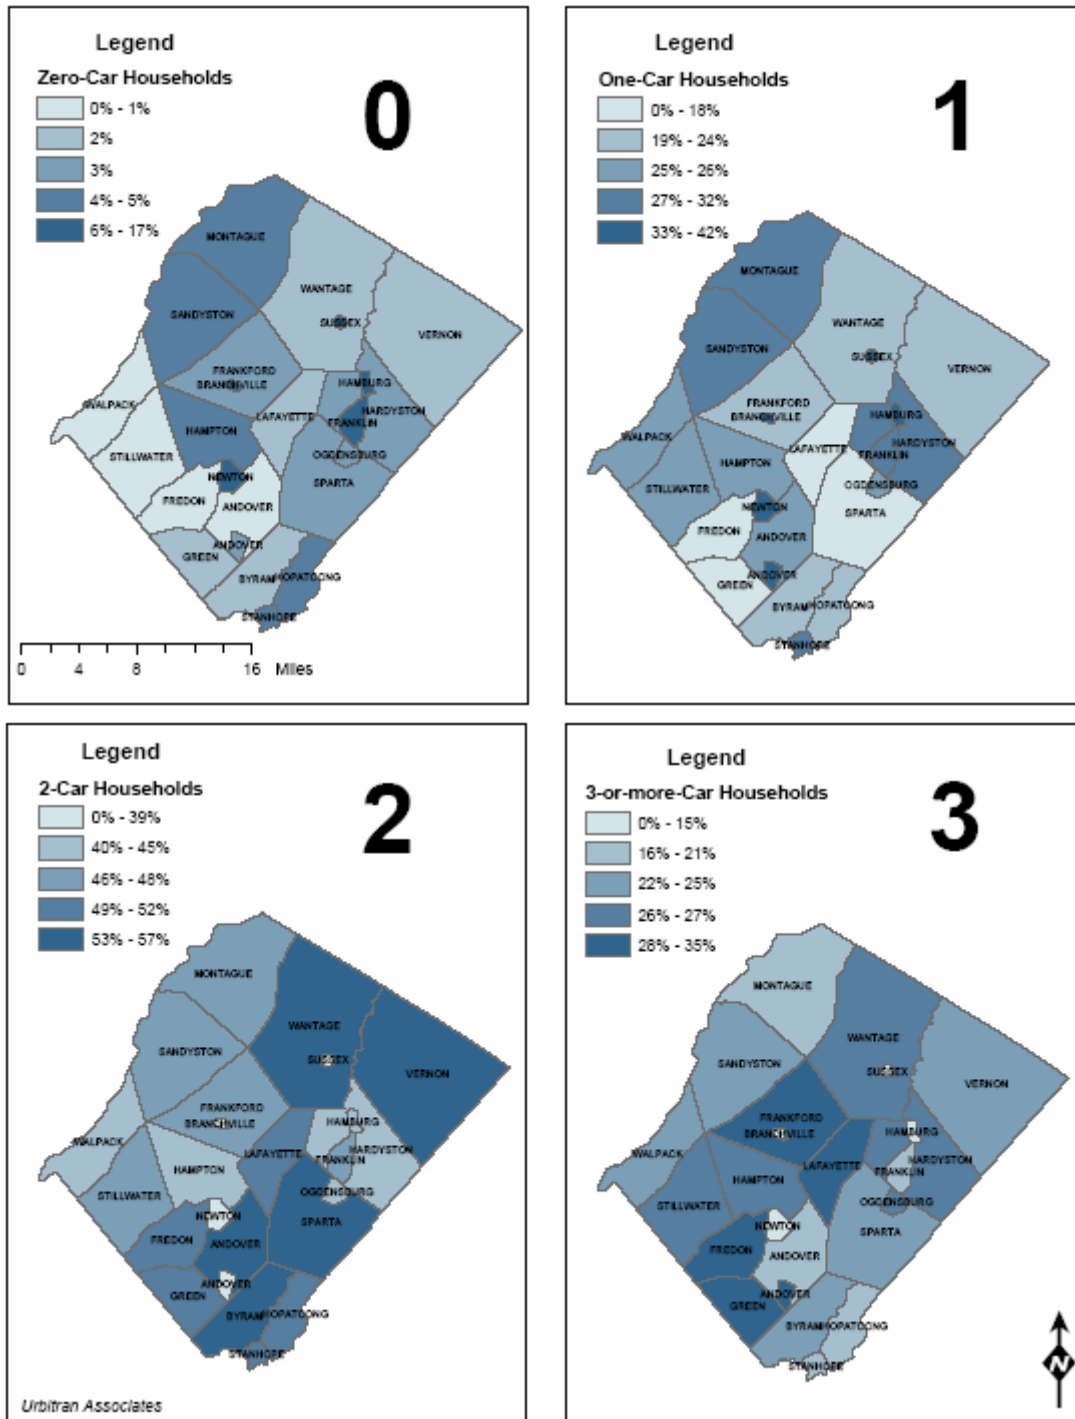 Legend
Zero-Car Households
0
0% - 1%
2%
3%
4% - 5%
6% - 17%
MONTAGUE
WANTAGE
SANDYSTON
SUSSEX
VERNON
FRANKFORD
BRANCHVILLE
HAMBURG
WALPACK
LAFAYETTE
HARDYSTON
HAMPTON
FRANKLIN
STILLWATER
OGDENSBURG
NEWTON
SPARTA
FREDON
ANDOVER
ANDOVER
GREEN
BYRAM
HOPATCONG
STANHOPE
0 4 8 16 Miles
Legend
One-Car Households
1
0% - 18%
19% - 24%
25% - 26%
27% - 32%
33% - 42%
MONTAGUE
WANTAGE
SANDYSTON
SUSSEX
VERNON
FRANKFORD
BRANCHVILLE
HAMBURG
WALPACK
LAFAYETTE
HARDYSTON
HAMPTON
FRANKLIN
STILLWATER
OGDENSBURG
NEWTON
SPARTA
FREDON
ANDOVER
ANDOVER
GREEN
BYRAM
HOPATCONG
STANHOPE
Legend
2-Car Households
2
0% - 39%
40% - 45%
46% - 48%
49% - 52%
53% - 57%
MONTAGUE
WANTAGE
SANDYSTON
SUSSEX
VERNON
FRANKFORD
BRANCHVILLE
HAMBURG
WALPACK
LAFAYETTE
HARDYSTON
HAMPTON
FRANKLIN
STILLWATER
OGDENSBURG
NEWTON
SPARTA
FREDON
ANDOVER
ANDOVER
GREEN
BYRAM
HOPATCONG
STANHOPE
Urbitran Associates
Legend
3-or-more-Car Households
3
0% - 15%
16% - 21%
22% - 25%
26% - 27%
28% - 35%
MONTAGUE
WANTAGE
SANDYSTON
SUSSEX
VERNON
FRANKFORD
BRANCHVILLE
HAMBURG
WALPACK
LAFAYETTE
HARDYSTON
HAMPTON
FRANKLIN
STILLWATER
OGDENSBURG
NEWTON
SPARTA
FREDON
ANDOVER
ANDOVER
GREEN
BYRAM
HOPATCONG
STANHOPE
N